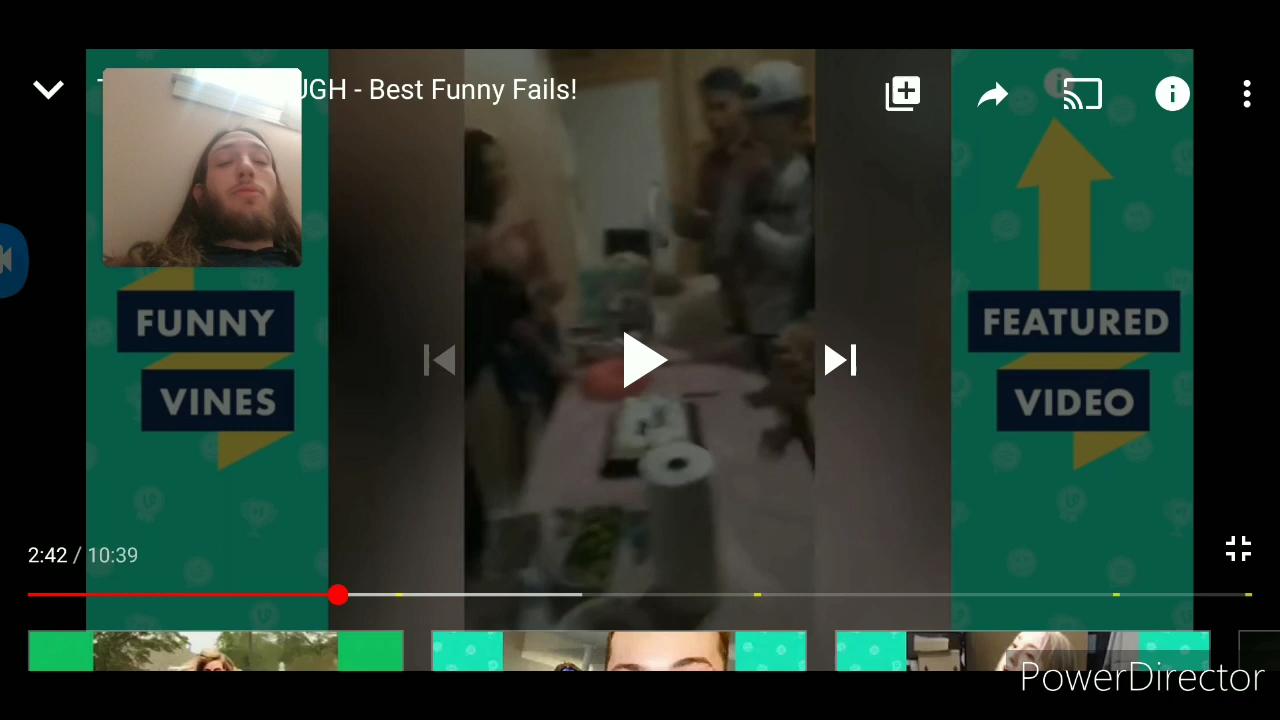 UGH - Best Funny Fails!
FUNNY
VINES
FEATURED
VIDEO
2:42 / 10:39
PowerDirector